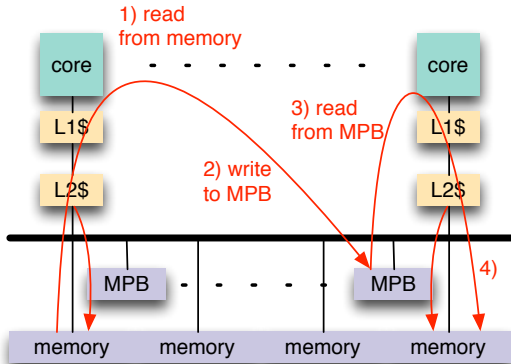 1) read
from memory
core
core
3) read
from MPB
L1$
L1$
2) write
to MPB
L2$
L2$
4)
MPB
MPB
memory
memory
memory
memory